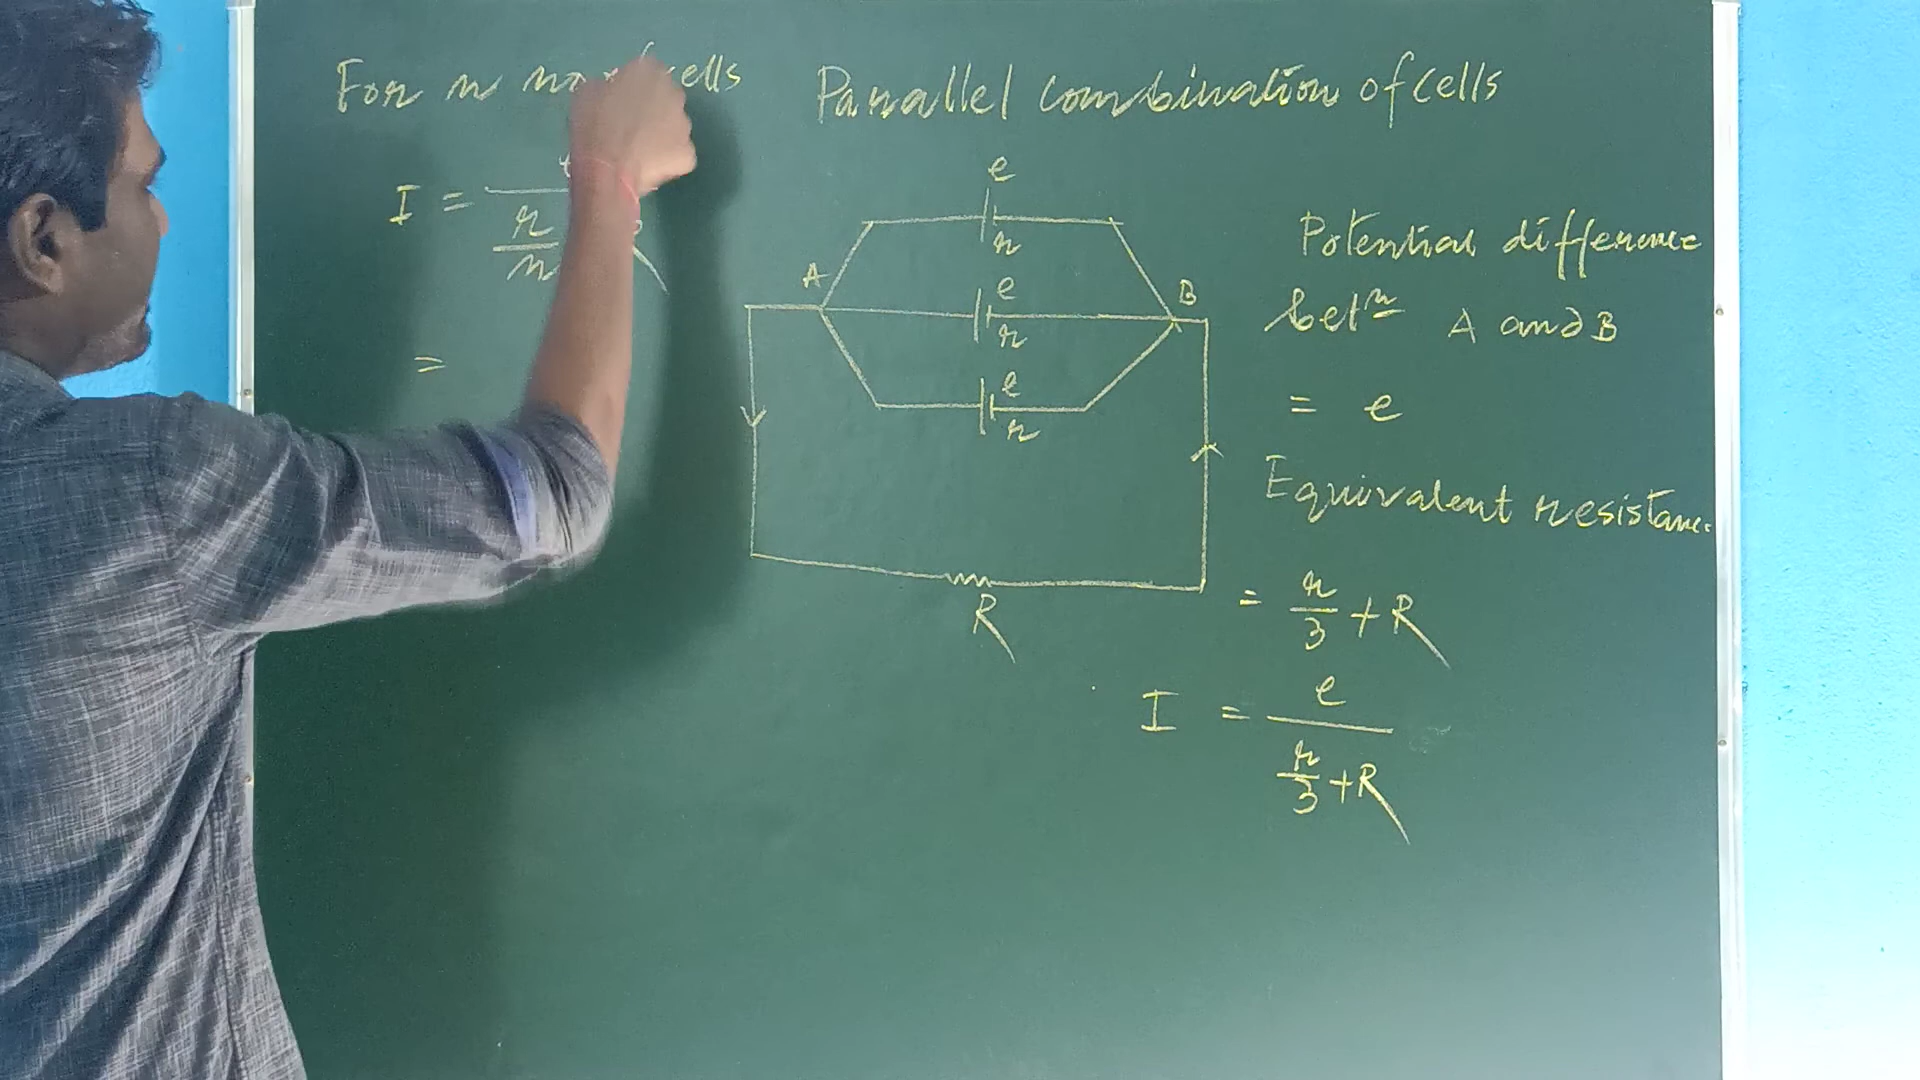 For n no of cells
I =
r
n
=
Parallel combination of cells
e
r
A
e
B
r
e
r
R
Potential difference
betn A and B
= e
Equivalent resistance
= r/3 + R
I = e
r/3 + R